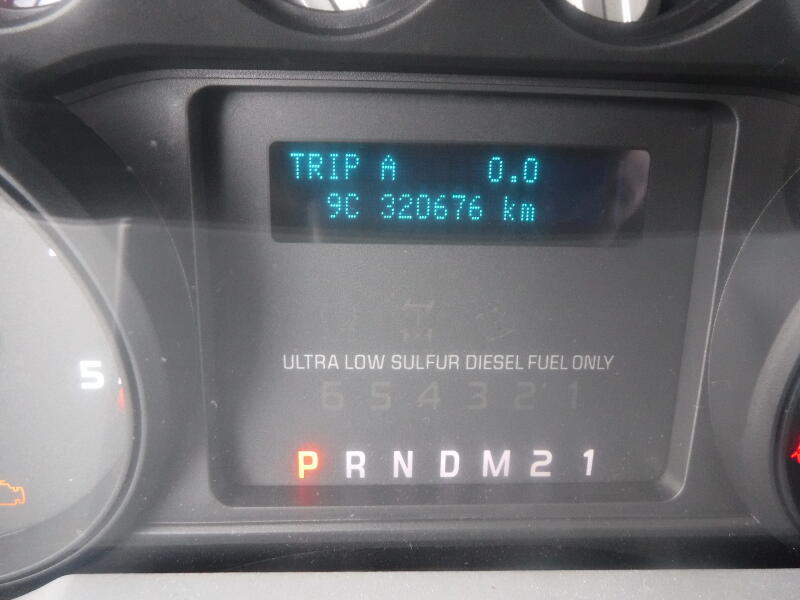 TRIP A 0.0
9C 320676 km
5
ULTRA LOW SULFUR DIESEL FUEL ONLY
6 5 4 3 2 1
P R N D M 2 1